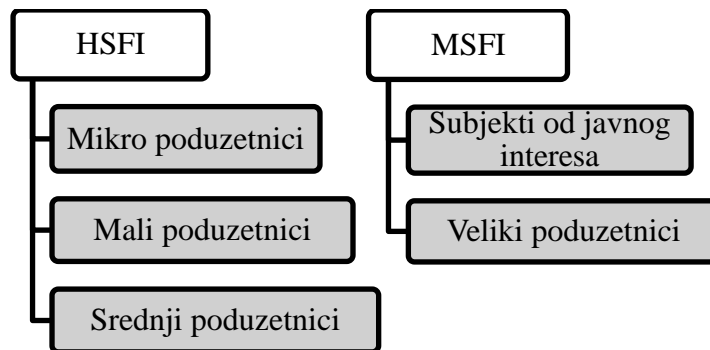 HSFI
Mikro poduzetnici
Mali poduzetnici
Srednji poduzetnici
MSFI
Subjekti od javnog
interesa
Veliki poduzetnici